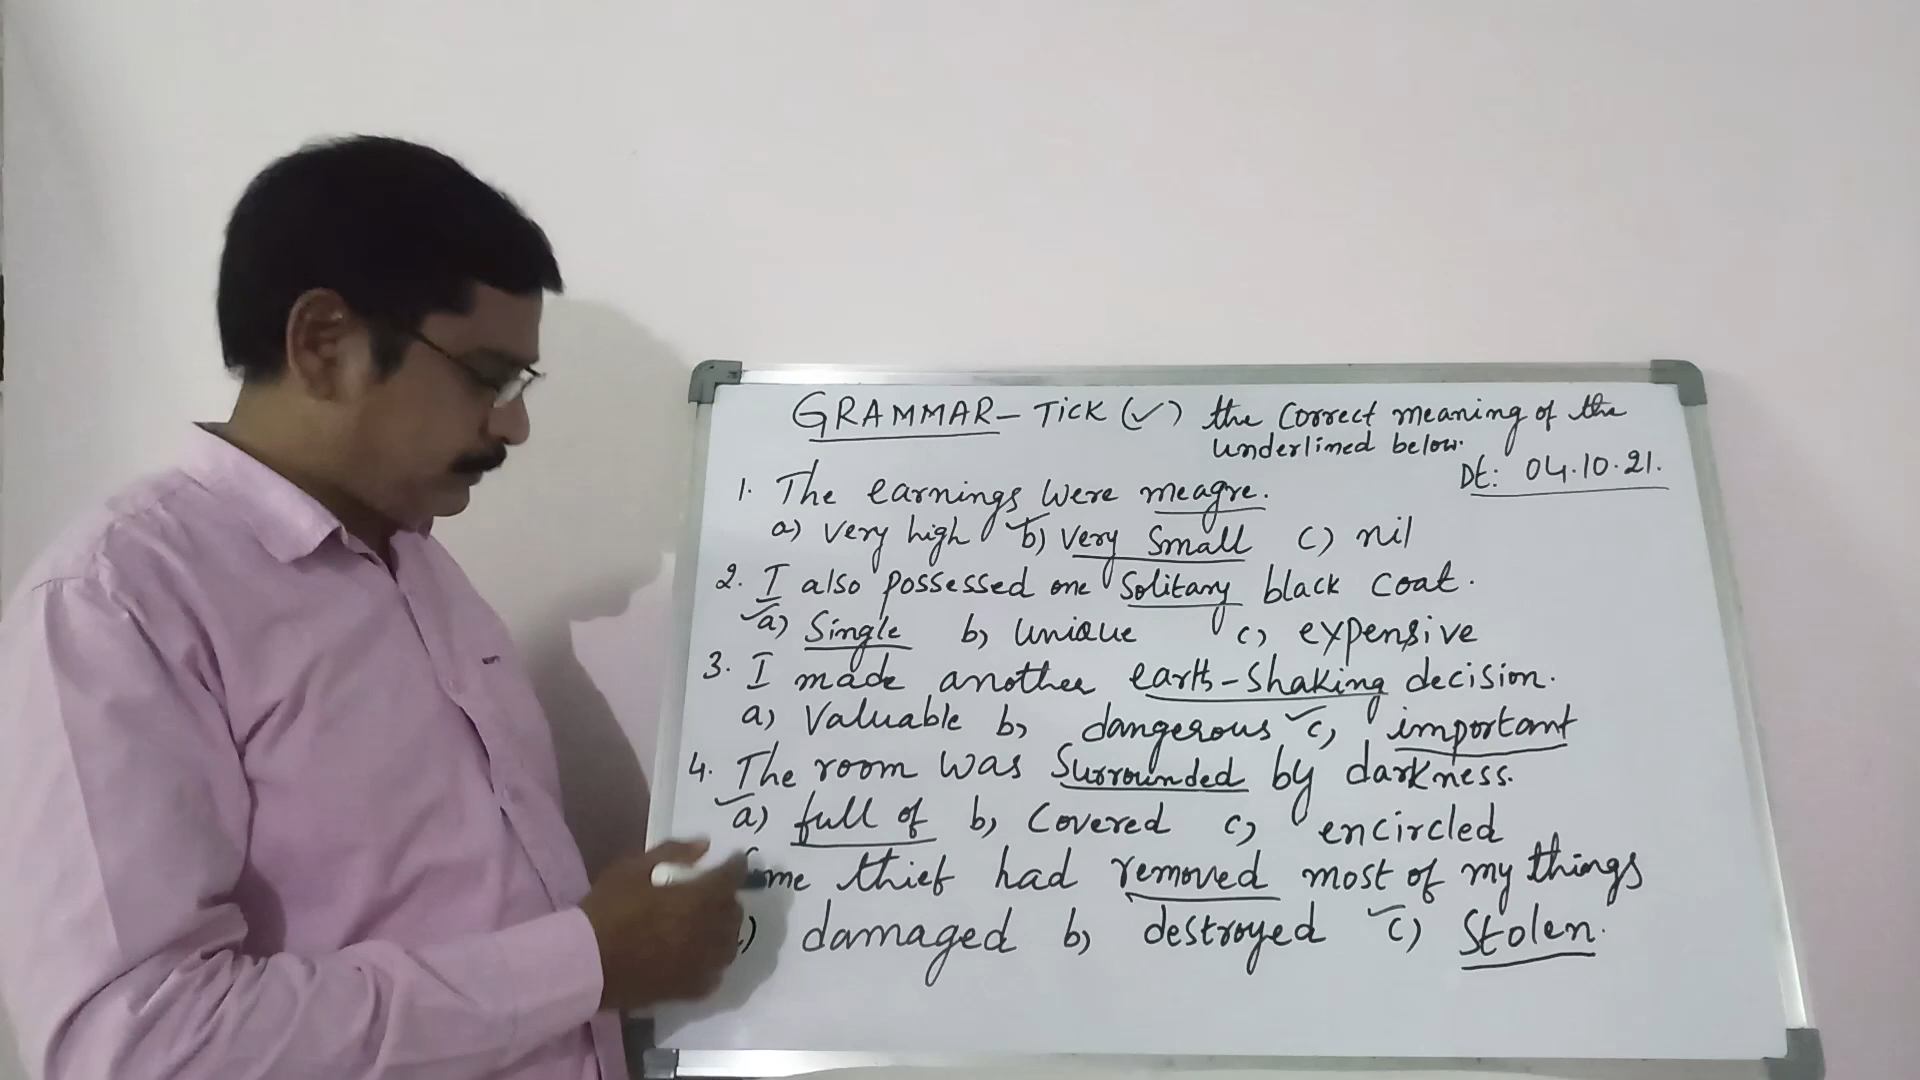 GRAMMAR - TICK (✓) the correct meaning of the
underlined below.
Dt: 04.10.21.
1. The earnings were meagre.
a) very high ✓b) very small c) nil
2. I also possessed one solitary black coat.
✓a) single b) unique c) expensive
3. I made another earth-shaking decision.
a) Valuable b) dangerous ✓c) important
4. The room was surrounded by darkness.
✓a) full of b) covered c) encircled
thief had removed most of my things
damaged b) destroyed ✓c) stolen.